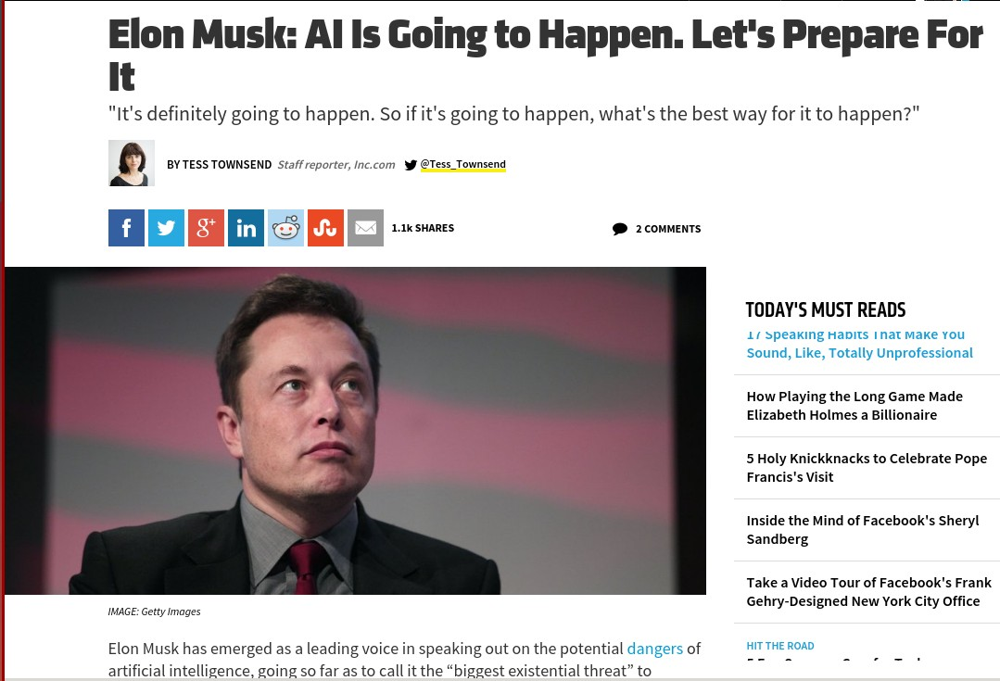 Elon Musk: AI Is Going to Happen. Let's Prepare For
It
"It's definitely going to happen. So if it's going to happen, what's the best way for it to happen?"
BY TESS TOWNSEND Staff reporter, Inc.com @Tess_Townsend
f g+ in 1.1k SHARES
2 COMMENTS
IMAGE: Getty Images
Elon Musk has emerged as a leading voice in speaking out on the potential dangers of
artificial intelligence, going so far as to call it the “biggest existential threat” to
TODAY'S MUST READS
17 Speaking Habits That Make You
Sound, Like, Totally Unprofessional
How Playing the Long Game Made
Elizabeth Holmes a Billionaire
5 Holy Knickknacks to Celebrate Pope
Francis's Visit
Inside the Mind of Facebook's Sheryl
Sandberg
Take a Video Tour of Facebook's Frank
Gehry-Designed New York City Office
HIT THE ROAD